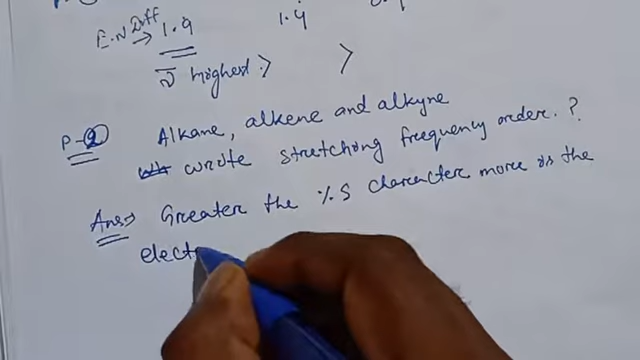 E.N Diff → 1.9 1.4
ν̅ highest > >
P-2 Alkane, alkene and alkyne
wrote stretching frequency order. ?
Ans→ Greater the %S character more is the
elect